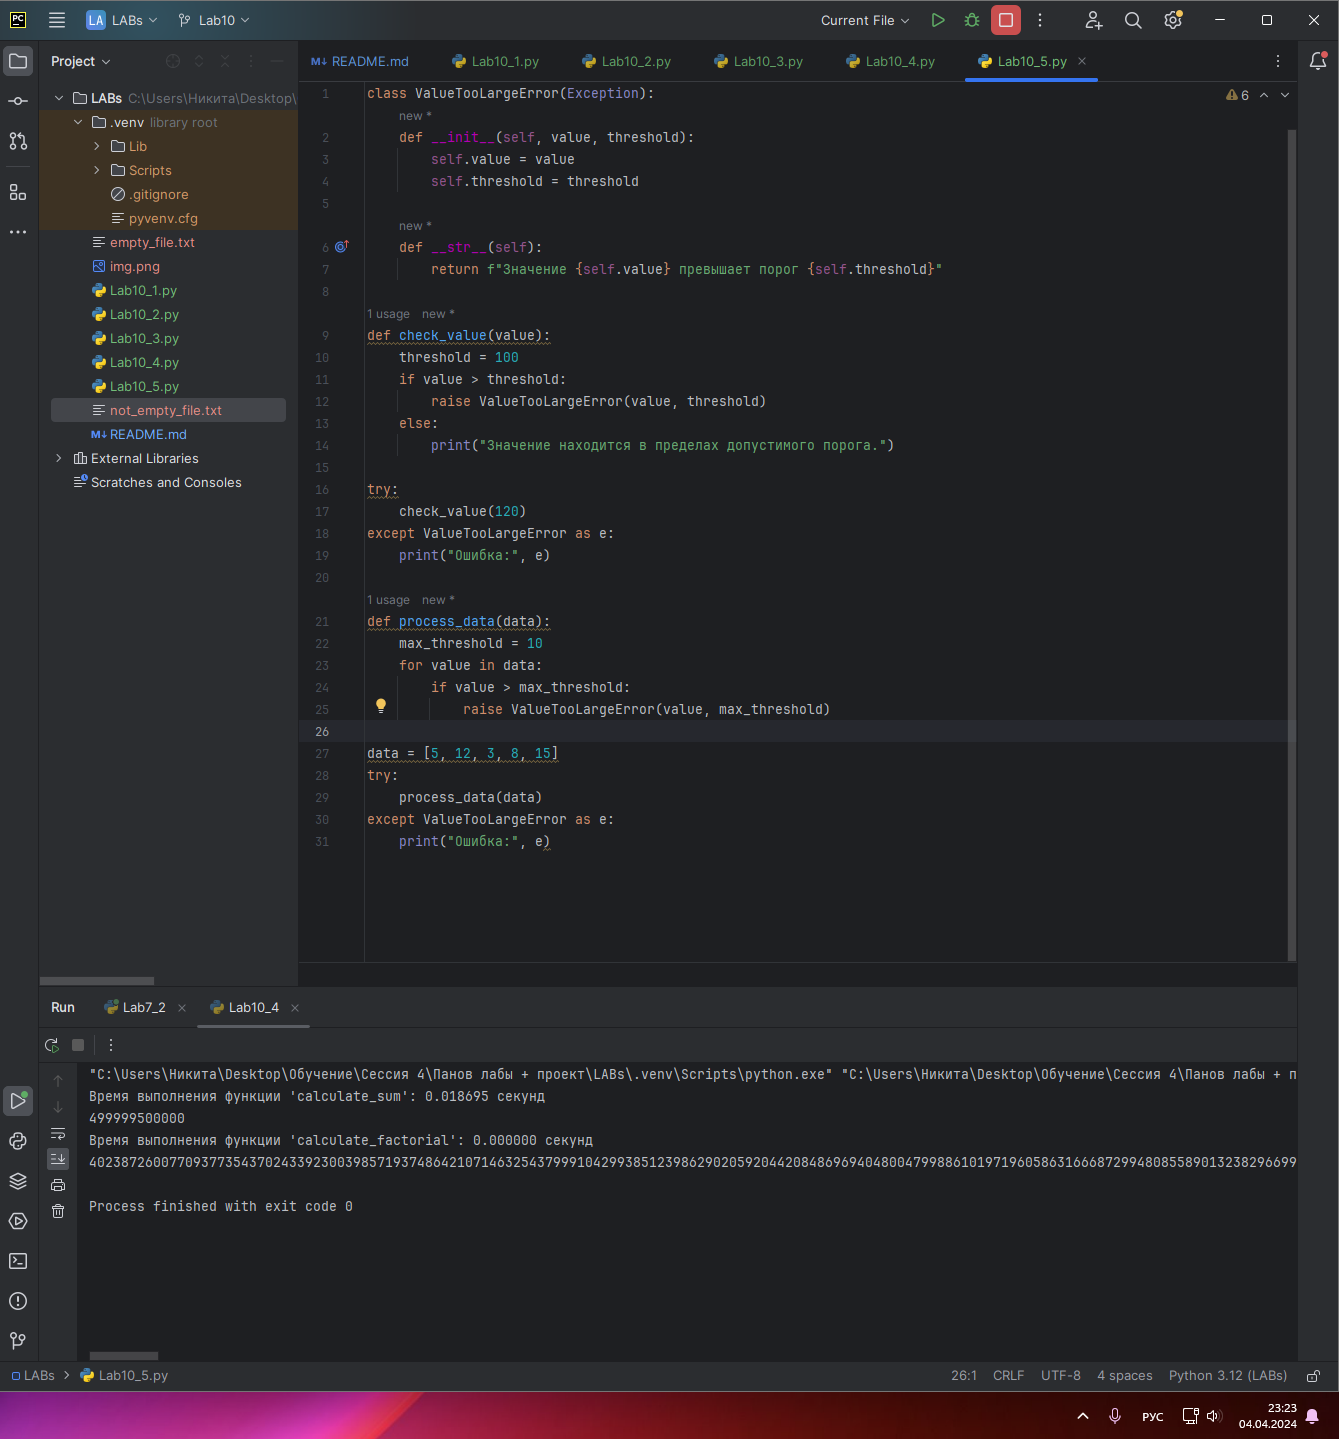 PC LA LABs Lab10 Current File
Project
README.md Lab10_1.py Lab10_2.py Lab10_3.py Lab10_4.py Lab10_5.py
LABs C:\Users\Никита\Desktop\
.venv library root
Lib
Scripts
.gitignore
pyvenv.cfg
empty_file.txt
img.png
Lab10_1.py
Lab10_2.py
Lab10_3.py
Lab10_4.py
Lab10_5.py
not_empty_file.txt
README.md
External Libraries
Scratches and Consoles
6
1 class ValueTooLargeError(Exception):
new *
2 def __init__(self, value, threshold):
3 self.value = value
4 self.threshold = threshold
5
new *
6 def __str__(self):
7 return f"Значение {self.value} превышает порог {self.threshold}"
8
1 usage new *
9 def check_value(value):
10 threshold = 100
11 if value > threshold:
12 raise ValueTooLargeError(value, threshold)
13 else:
14 print("Значение находится в пределах допустимого порога.")
15
16 try:
17 check_value(120)
18 except ValueTooLargeError as e:
19 print("Ошибка:", e)
20
1 usage new *
21 def process_data(data):
22 max_threshold = 10
23 for value in data:
24 if value > max_threshold:
25 raise ValueTooLargeError(value, max_threshold)
26
27 data = [5, 12, 3, 8, 15]
28 try:
29 process_data(data)
30 except ValueTooLargeError as e:
31 print("Ошибка:", e)
Run Lab7_2 Lab10_4
"C:\Users\Никита\Desktop\Обучение\Сессия 4\Панов лабы + проект\LABs\.venv\Scripts\python.exe" "C:\Users\Никита\Desktop\Обучение\Сессия 4\Панов лабы + п
Время выполнения функции 'calculate_sum': 0.018695 секунд
499999500000
Время выполнения функции 'calculate_factorial': 0.000000 секунд
402387260077093773543702433923003985719374864210714632543799910429938512398629020592044208486969404800479988610197196058631666872994808558901323829669
Process finished with exit code 0
LABs Lab10_5.py 26:1 CRLF UTF-8 4 spaces Python 3.12 (LABs)
РУС
23:23
04.04.2024